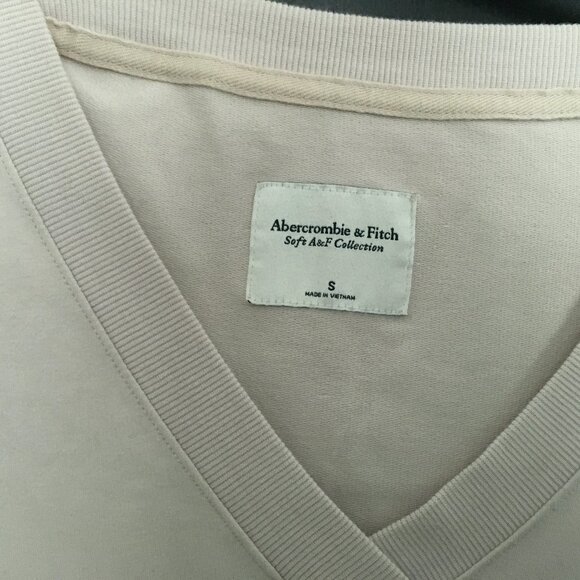 Abercrombie & Fitch
Soft A&F Collection
S
MADE IN VIETNAM